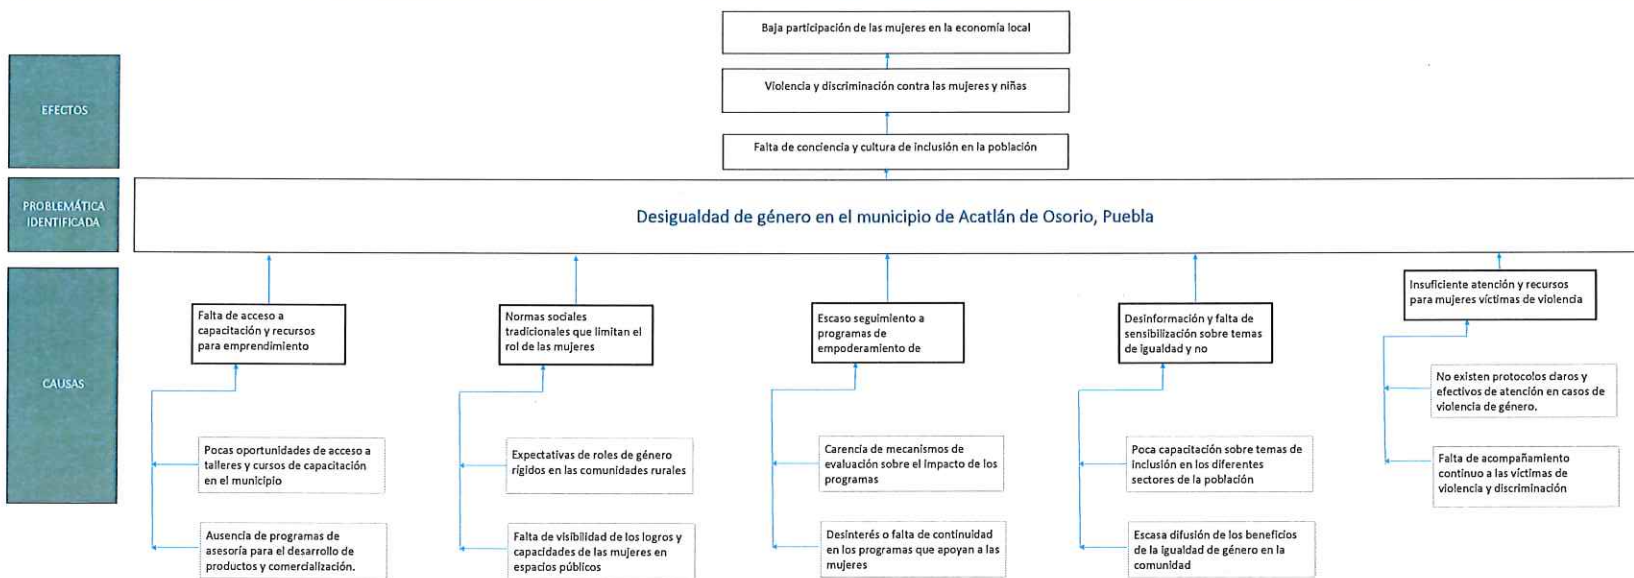 Baja participación de las mujeres en la economía local
EFECTOS
Violencia y discriminación contra las mujeres y niñas
Falta de conciencia y cultura de inclusión en la población
PROBLEMÁTICA
IDENTIFICADA
Desigualdad de género en el municipio de Acatlán de Osorio, Puebla
CAUSAS
Falta de acceso a
capacitación y recursos
para emprendimiento
Normas sociales
tradicionales que limitan el
rol de las mujeres
Escaso seguimiento a
programas de
empoderamiento de
Desinformación y falta de
sensibilización sobre temas
de igualdad y no
Insuficiente atención y recursos
para mujeres víctimas de violencia
Pocas oportunidades de acceso a
talleres y cursos de capacitación
en el municipio
Ausencia de programas de
asesoría para el desarrollo de
productos y comercialización.
Expectativas de roles de género
rígidos en las comunidades rurales
Falta de visibilidad de los logros y
capacidades de las mujeres en
espacios públicos
Carencia de mecanismos de
evaluación sobre el impacto de los
programas
Desinterés o falta de continuidad
en los programas que apoyan a las
mujeres
Poca capacitación sobre temas de
inclusión en los diferentes
sectores de la población
Escasa difusión de los beneficios
de la igualdad de género en la
comunidad
No existen protocolos claros y
efectivos de atención en casos de
violencia de género.
Falta de acompañamiento
continuo a las víctimas de
violencia y discriminación